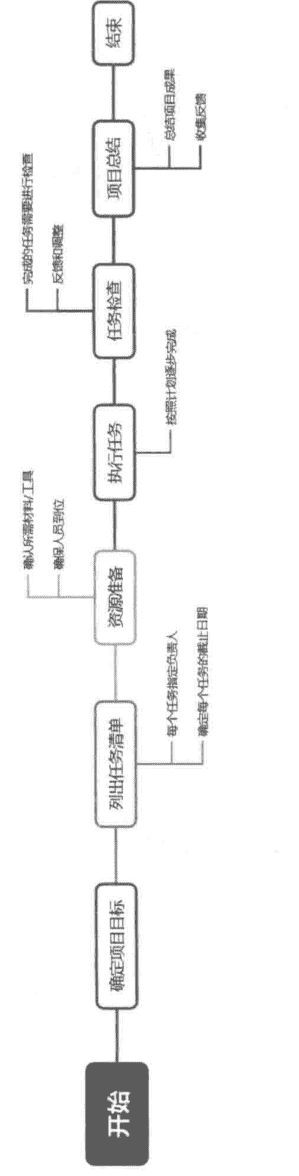 开始
确定项目目标
列出任务清单
每个任务指定负责人
确定每个任务的截止日期
资源准备
确认所需材料/工具
确保人员到位
执行任务
按照计划逐步完成
任务检查
完成的任务需要进行检查
反馈和调整
项目总结
总结项目成果
收集反馈
结束